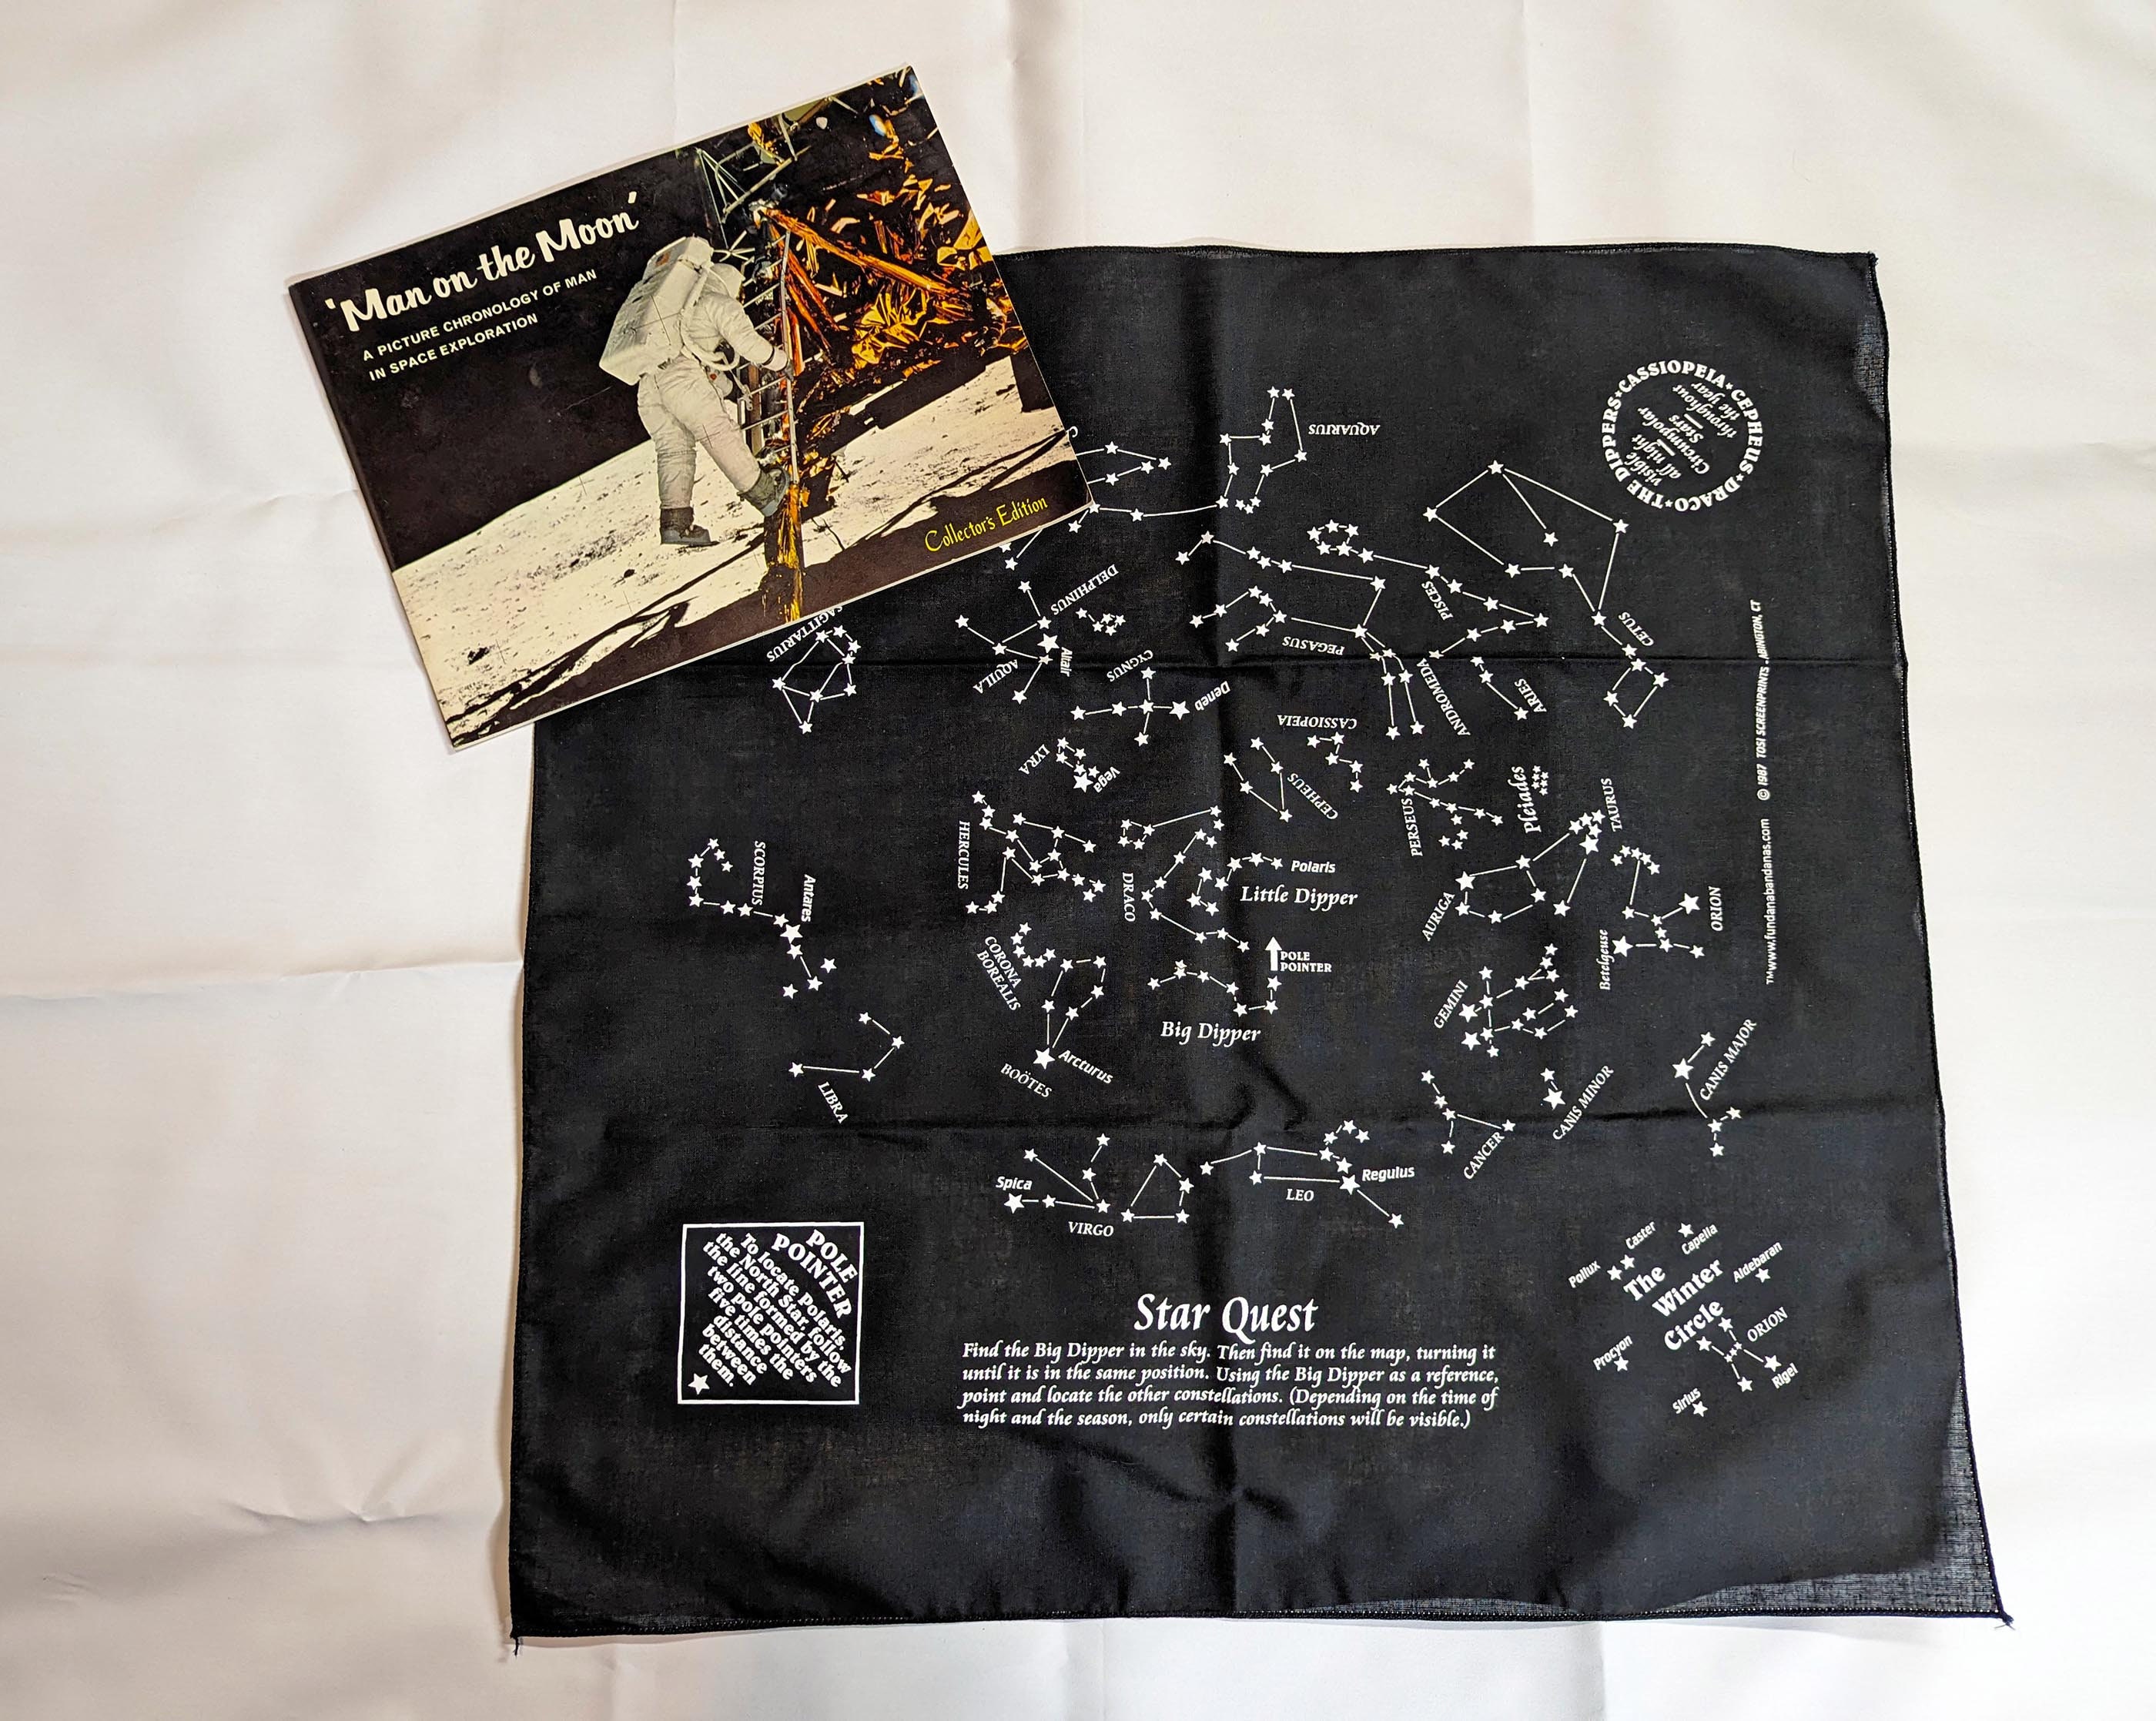 'Man on the Moon'
A PICTURE CHRONOLOGY OF MAN
IN SPACE EXPLORATION
Collector's Edition
CASSIOPEIA★CEPHEUS★DRACO★THE DIPPERS★
visible
all night
Circumpolar
Stars
throughout
the year
AQUARIUS
C
DELPHINUS
PISCES
CETUS
SAGITTARIUS
AQUILA
Altair
CYGNUS
PEGASUS
ANDROMEDA
ARIES
Deneb
CASSIOPEIA
LYRA
Vega
CEPHEUS
PERSEUS
Pleiades
TAURUS
HERCULES
SCORPIUS
Antares
DRACO
Polaris
Little Dipper
AURIGA
ORION
Betelgeuse
CORONA
BOREALIS
POLE
POINTER
Big Dipper
GEMINI
Arcturus
BOÖTES
LIBRA
CANIS MINOR
CANIS MAJOR
CANCER
Spica
VIRGO
LEO
Regulus
TMwww.fundanabandanas.com © 1987 TOSI SCREENPRINTS - ABINGTON, CT
POLE
POINTER
To locate Polaris,
the North Star, follow
the line formed by the
two pole pointers
five times the
distance
between
them.
Star Quest
Find the Big Dipper in the sky. Then find it on the map, turning it
until it is in the same position. Using the Big Dipper as a reference,
point and locate the other constellations. (Depending on the time of
night and the season, only certain constellations will be visible.)
Pollux
Caster
Capella
Aldebaran
The
Winter
Circle
ORION
Procyon
Rigel
Sirius